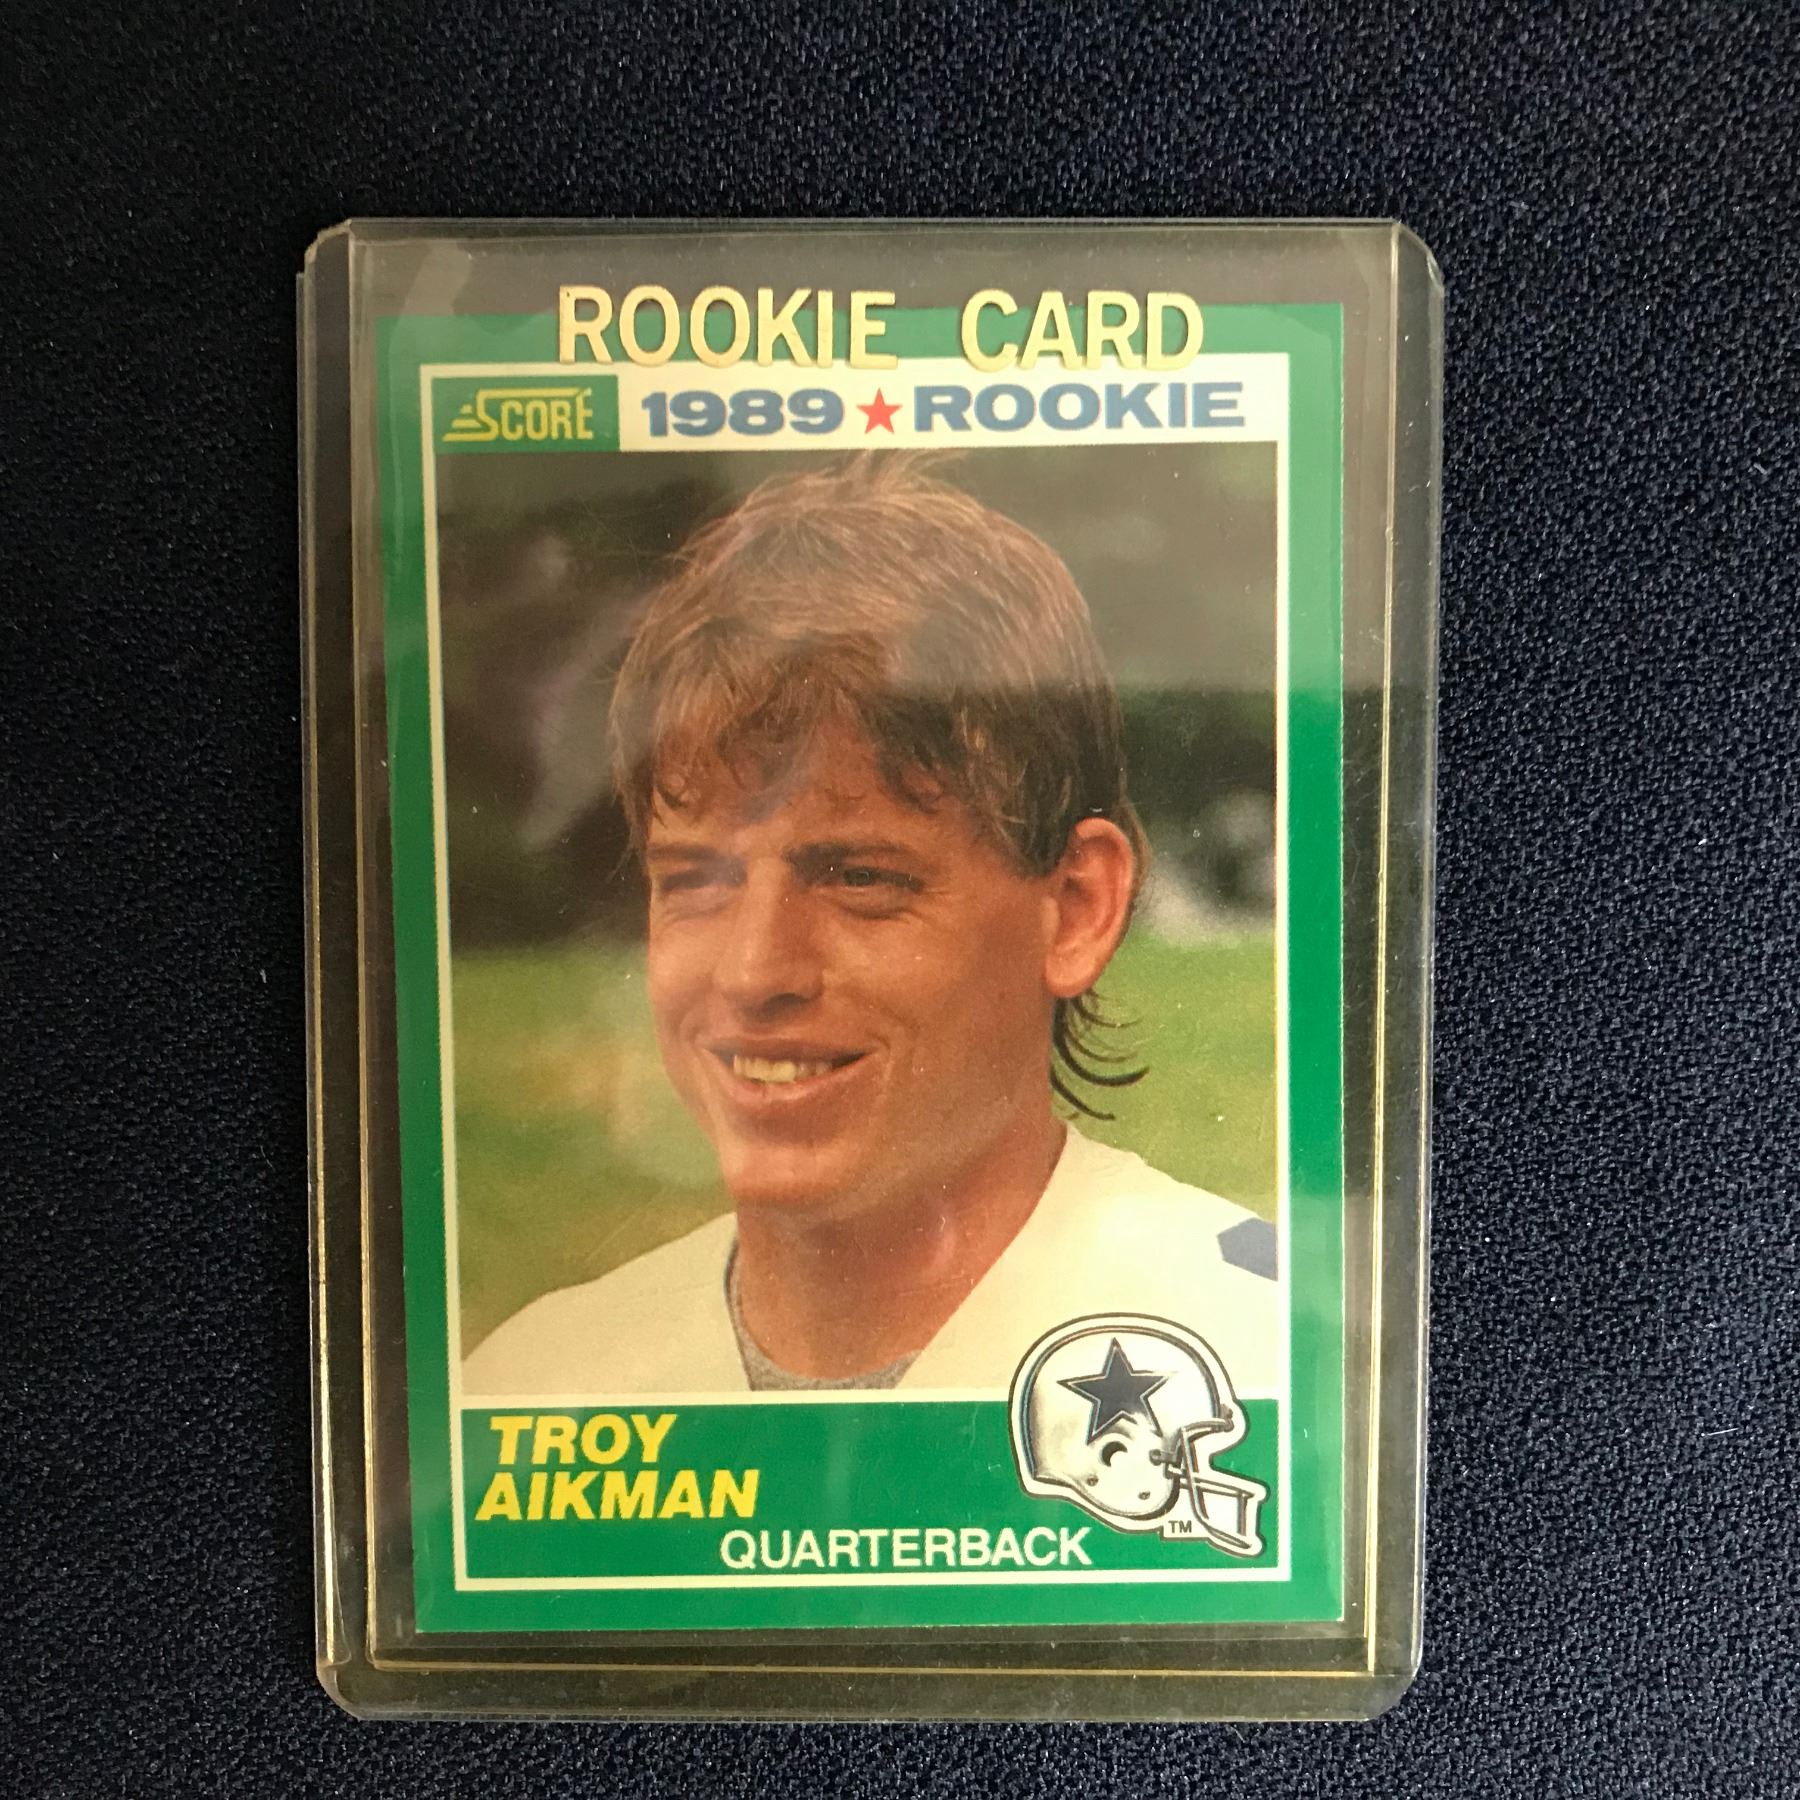 ROOKIE CARD
SCORE 1989 ★ ROOKIE
TROY
AIKMAN
QUARTERBACK
TM